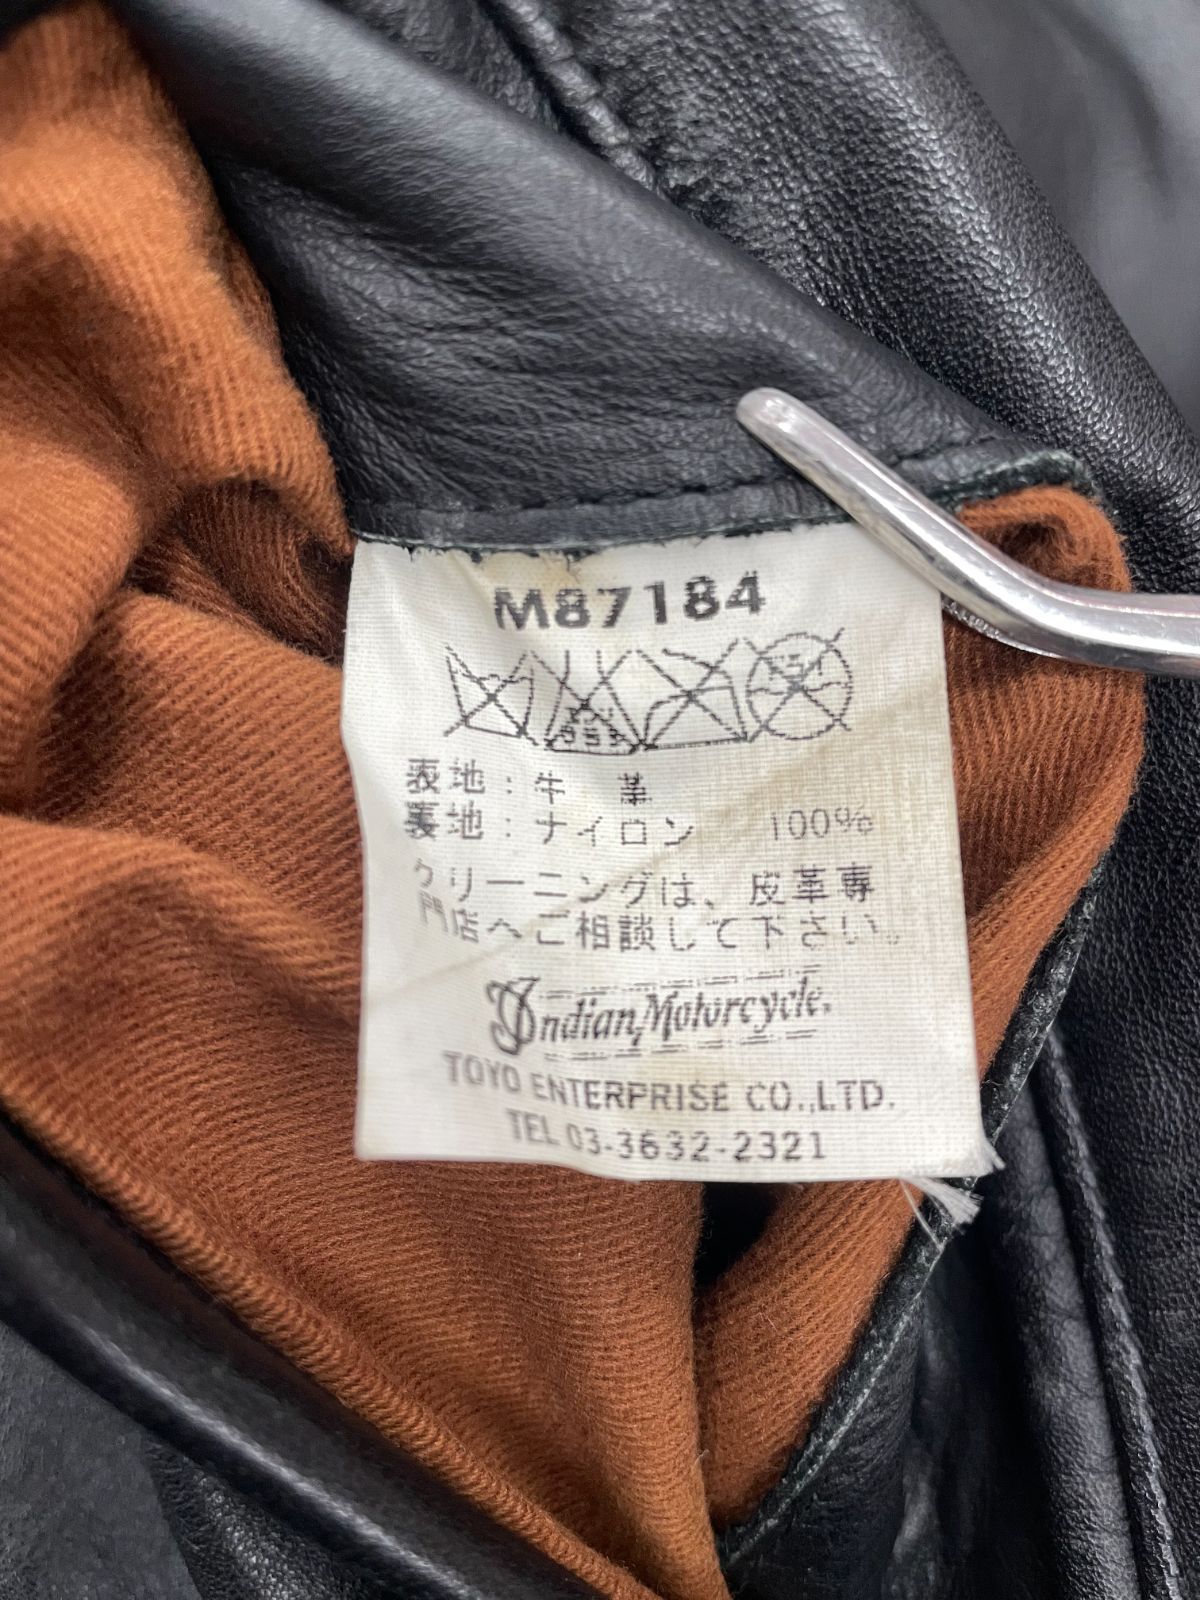 M87184
表地：牛　革
裏地：ナイロン　100%
クリーニングは、皮革専
門店へご相談して下さい。
Indian Motorcycle.
TOYO ENTERPRISE CO.,LTD.
TEL 03-3632-2321